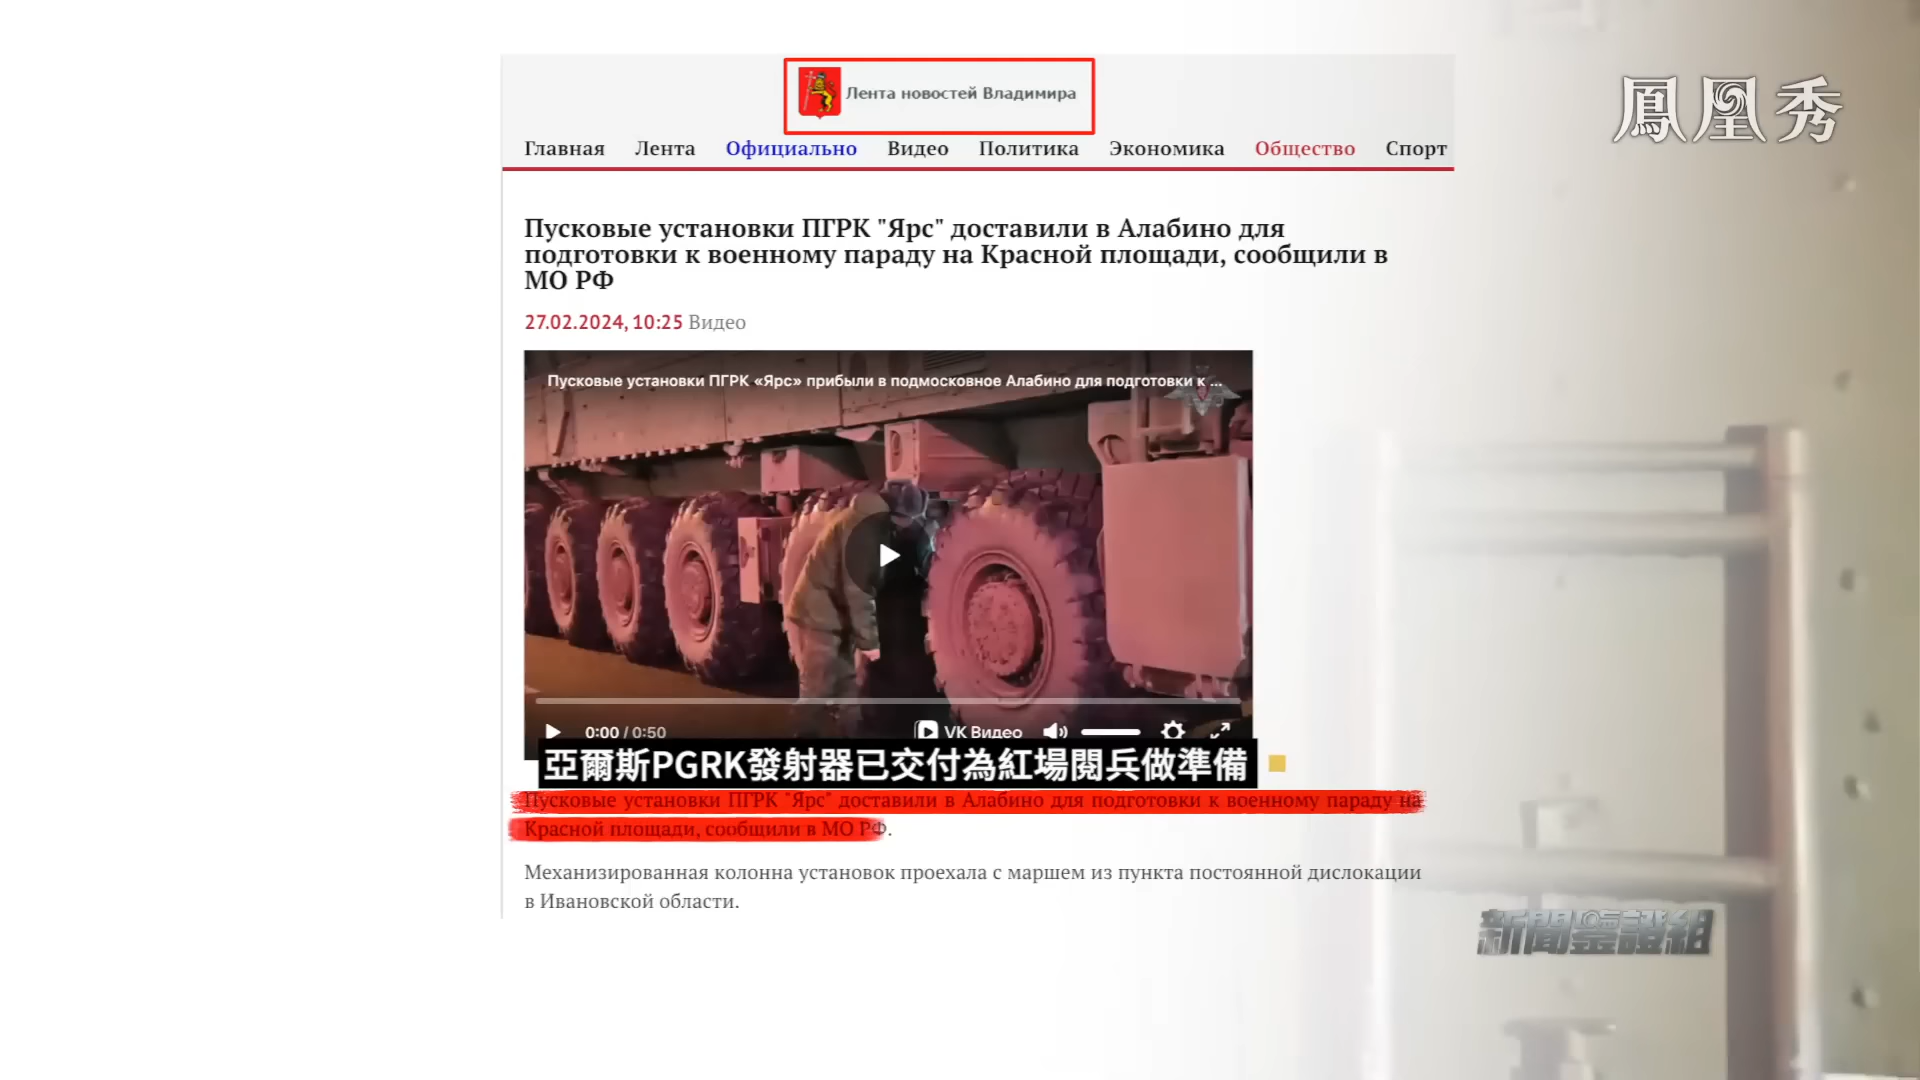 Лента новостей Владимира
鳳凰秀
Главная Лента Официально Видео Политика Экономика Общество Спорт
Пусковые установки ПГРК "Ярс" доставили в Алабино для
подготовки к военному параду на Красной площади, сообщили в
МО РФ
27.02.2024, 10:25 Видео
Пусковые установки ПГРК «Ярс» прибыли в подмосковное Алабино для подготовки к ...
0:00 / 0:50
VK Видео
亞爾斯PGRK發射器已交付為紅場閱兵做準備
Пусковые установки ПГРК "Ярс" доставили в Алабино для подготовки к военному параду на
Красной площади, сообщили в МО РФ.
Механизированная колонна установок проехала с маршем из пункта постоянной дислокации
в Ивановской области.
新聞鑒證組